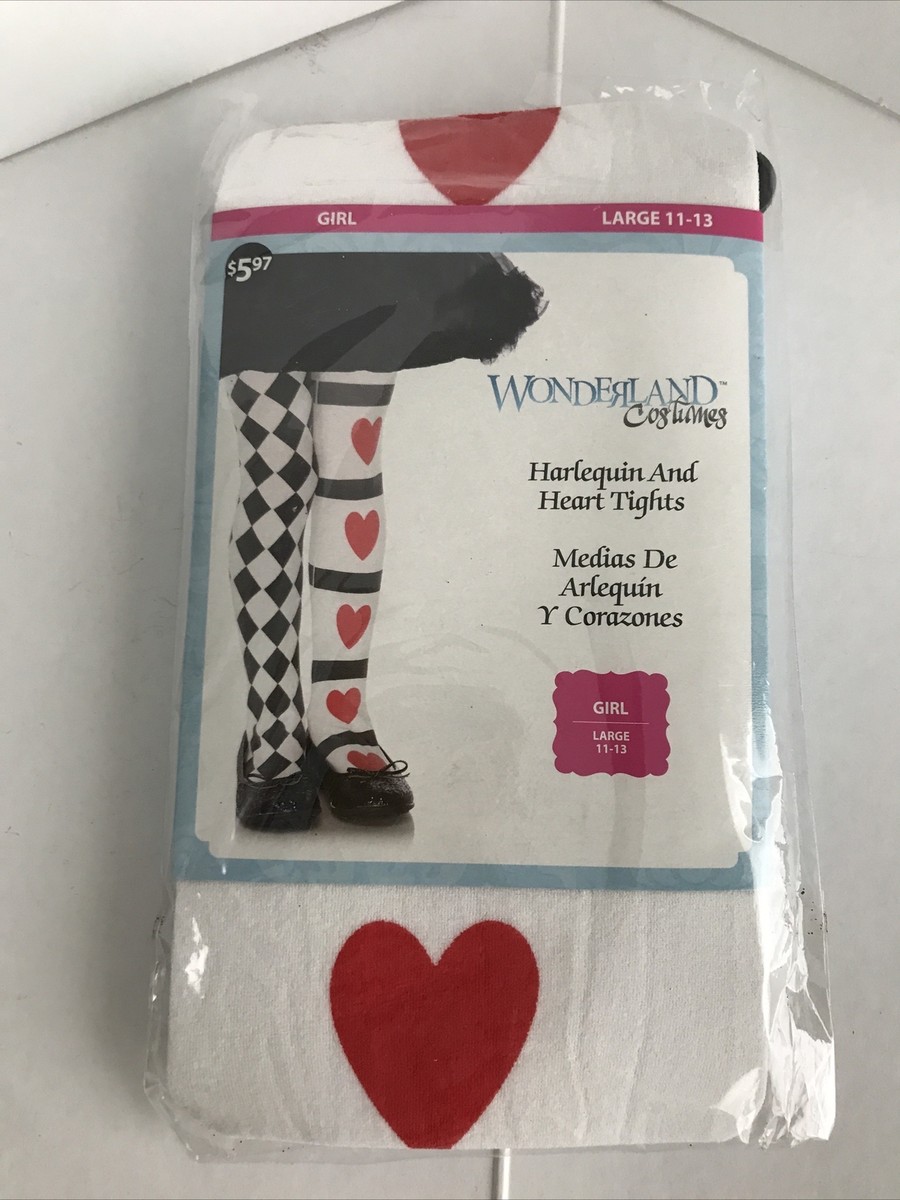 GIRL LARGE 11-13
$5.97
WONDERLAND™
Costumes
Harlequin And
Heart Tights
Medias De
Arlequín
Y Corazones
GIRL
LARGE
11-13